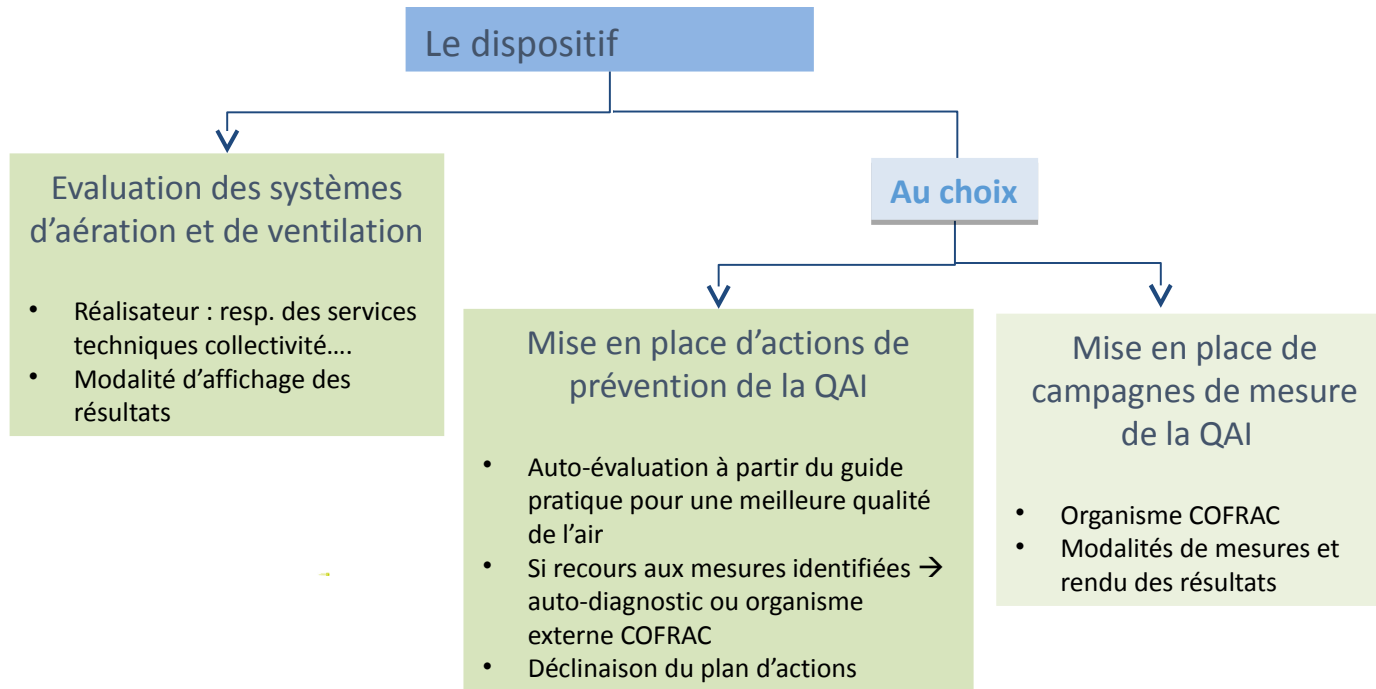 Le dispositif
Evaluation des systèmes
d’aération et de ventilation
• Réalisateur : resp. des services
techniques collectivité….
• Modalité d’affichage des
résultats
Au choix
Mise en place d’actions de
prévention de la QAI
• Auto-évaluation à partir du guide
pratique pour une meilleure qualité
de l’air
• Si recours aux mesures identifiées →
auto-diagnostic ou organisme
externe COFRAC
• Déclinaison du plan d’actions
Mise en place de
campagnes de mesure
de la QAI
• Organisme COFRAC
• Modalités de mesures et
rendu des résultats